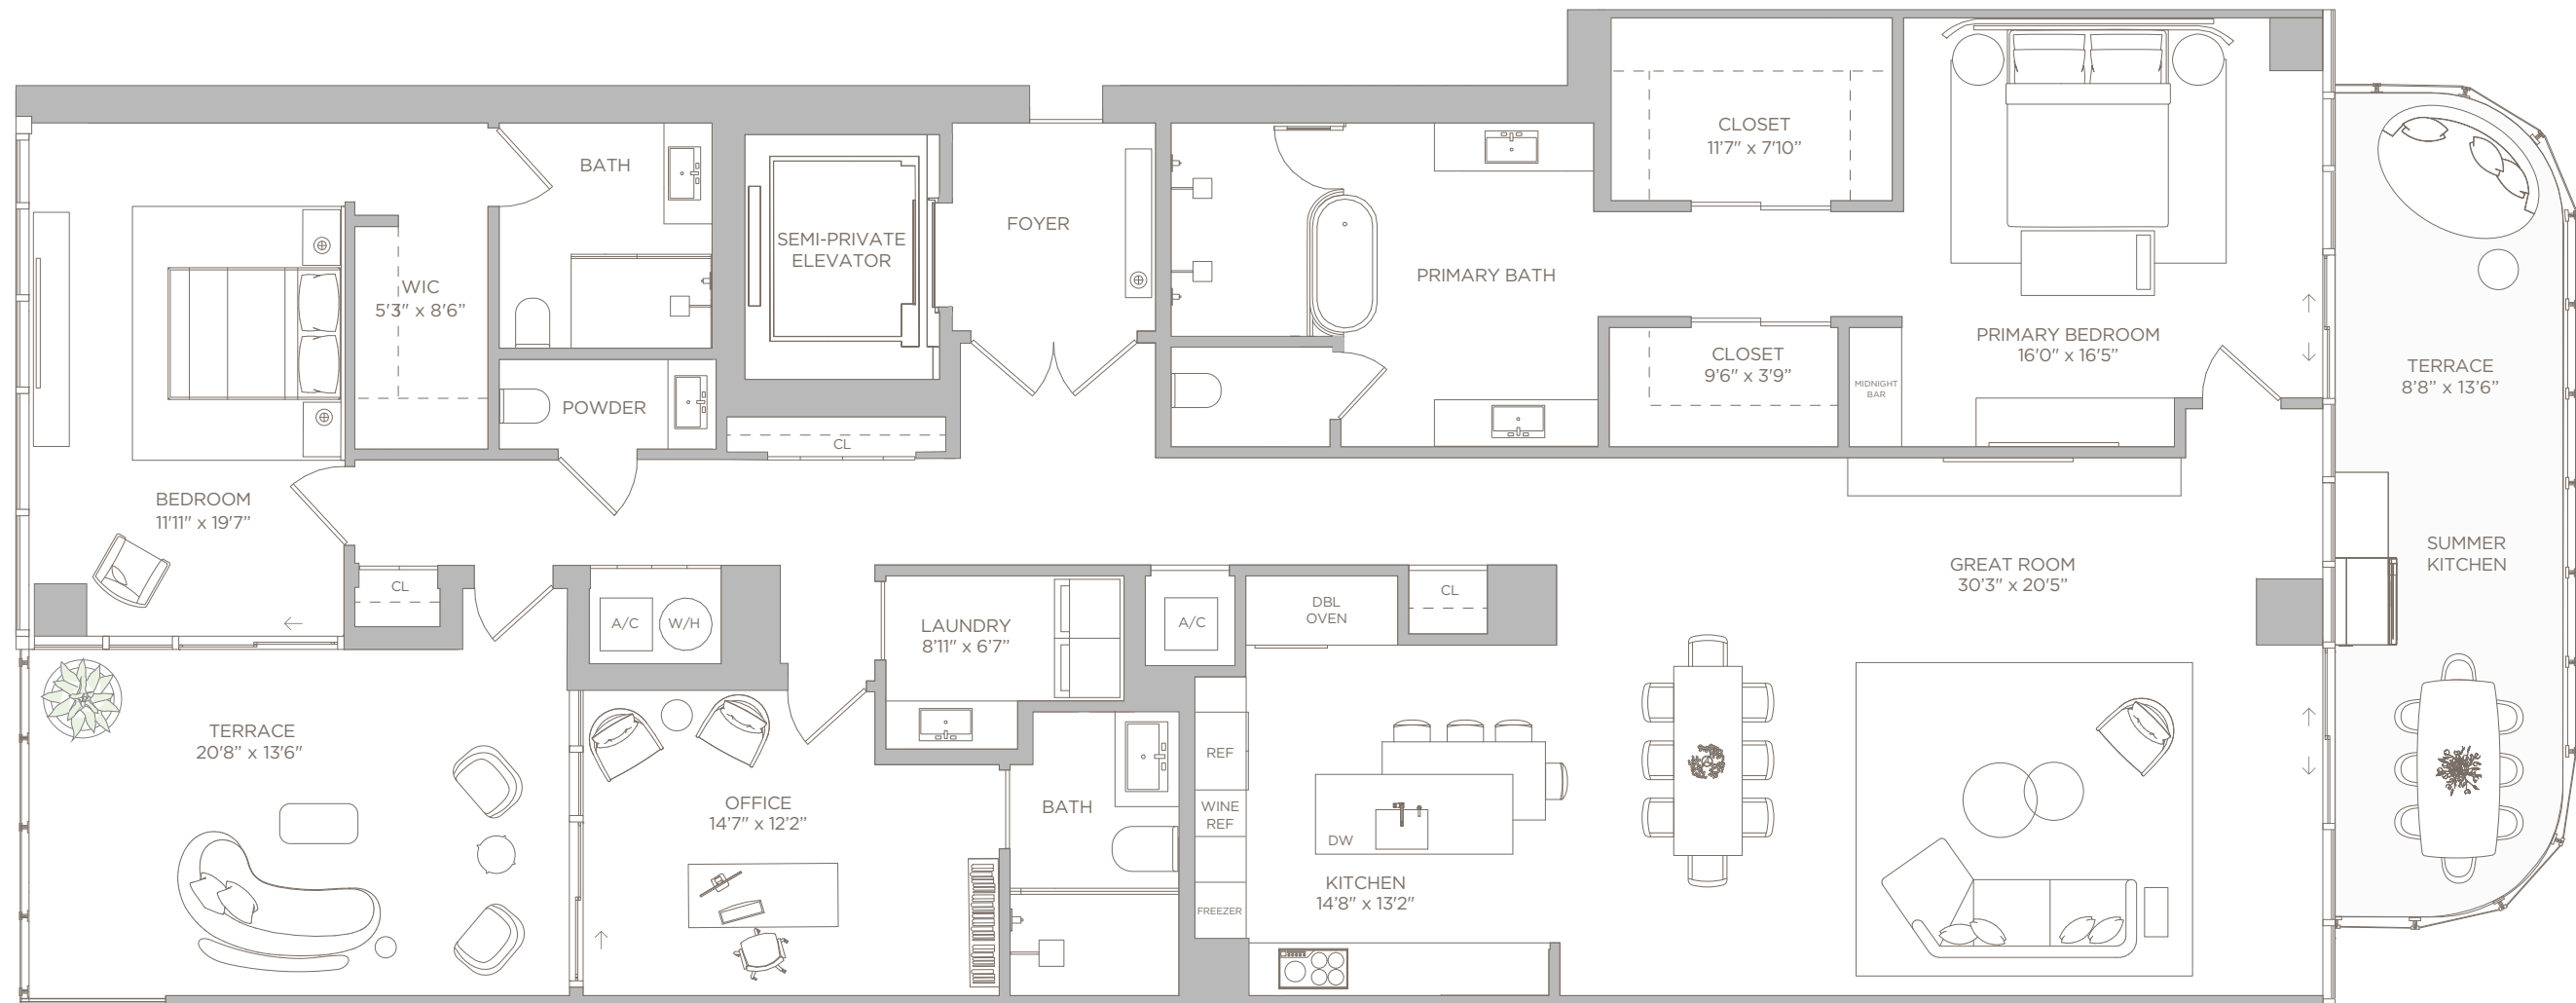 BATH
SEMI-PRIVATE
ELEVATOR
FOYER
WIC
5'3" x 8'6"
POWDER
CL
BEDROOM
11'11" x 19'7"
CL
A/C
W/H
TERRACE
20'8" x 13'6"
OFFICE
14'7" x 12'2"
LAUNDRY
8'11" x 6'7"
BATH
A/C
DBL
OVEN
CL
REF
WINE
REF
FREEZER
DW
KITCHEN
14'8" x 13'2"
PRIMARY BATH
CLOSET
11'7" x 7'10"
CLOSET
9'6" x 3'9"
MIDNIGHT
BAR
PRIMARY BEDROOM
16'0" x 16'5"
GREAT ROOM
30'3" x 20'5"
TERRACE
8'8" x 13'6"
SUMMER
KITCHEN